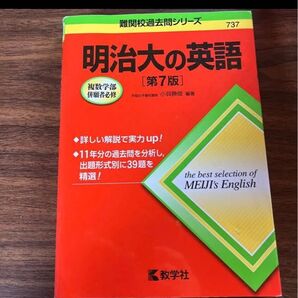 難関校過去問シリーズ
737
明治大の英語
[第7版]
複数学部
併願者必修
小貝勝俊 編著
◆詳しい解説で実力up!
◆11年分の過去問を分析し、
出題形式別に39題を
精選!
the best selection of
MEIJI's English
教学社